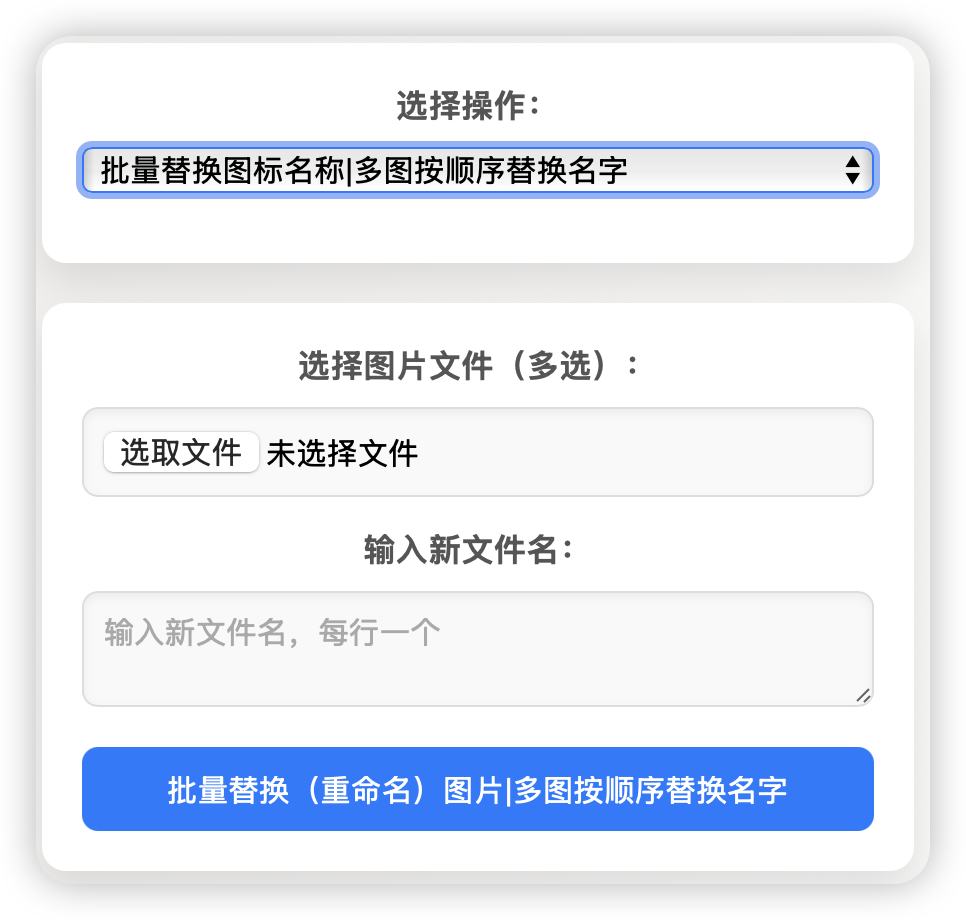 选择操作：
批量替换图标名称|多图按顺序替换名字
选择图片文件（多选）：
选取文件 未选择文件
输入新文件名：
输入新文件名，每行一个
批量替换（重命名）图片|多图按顺序替换名字